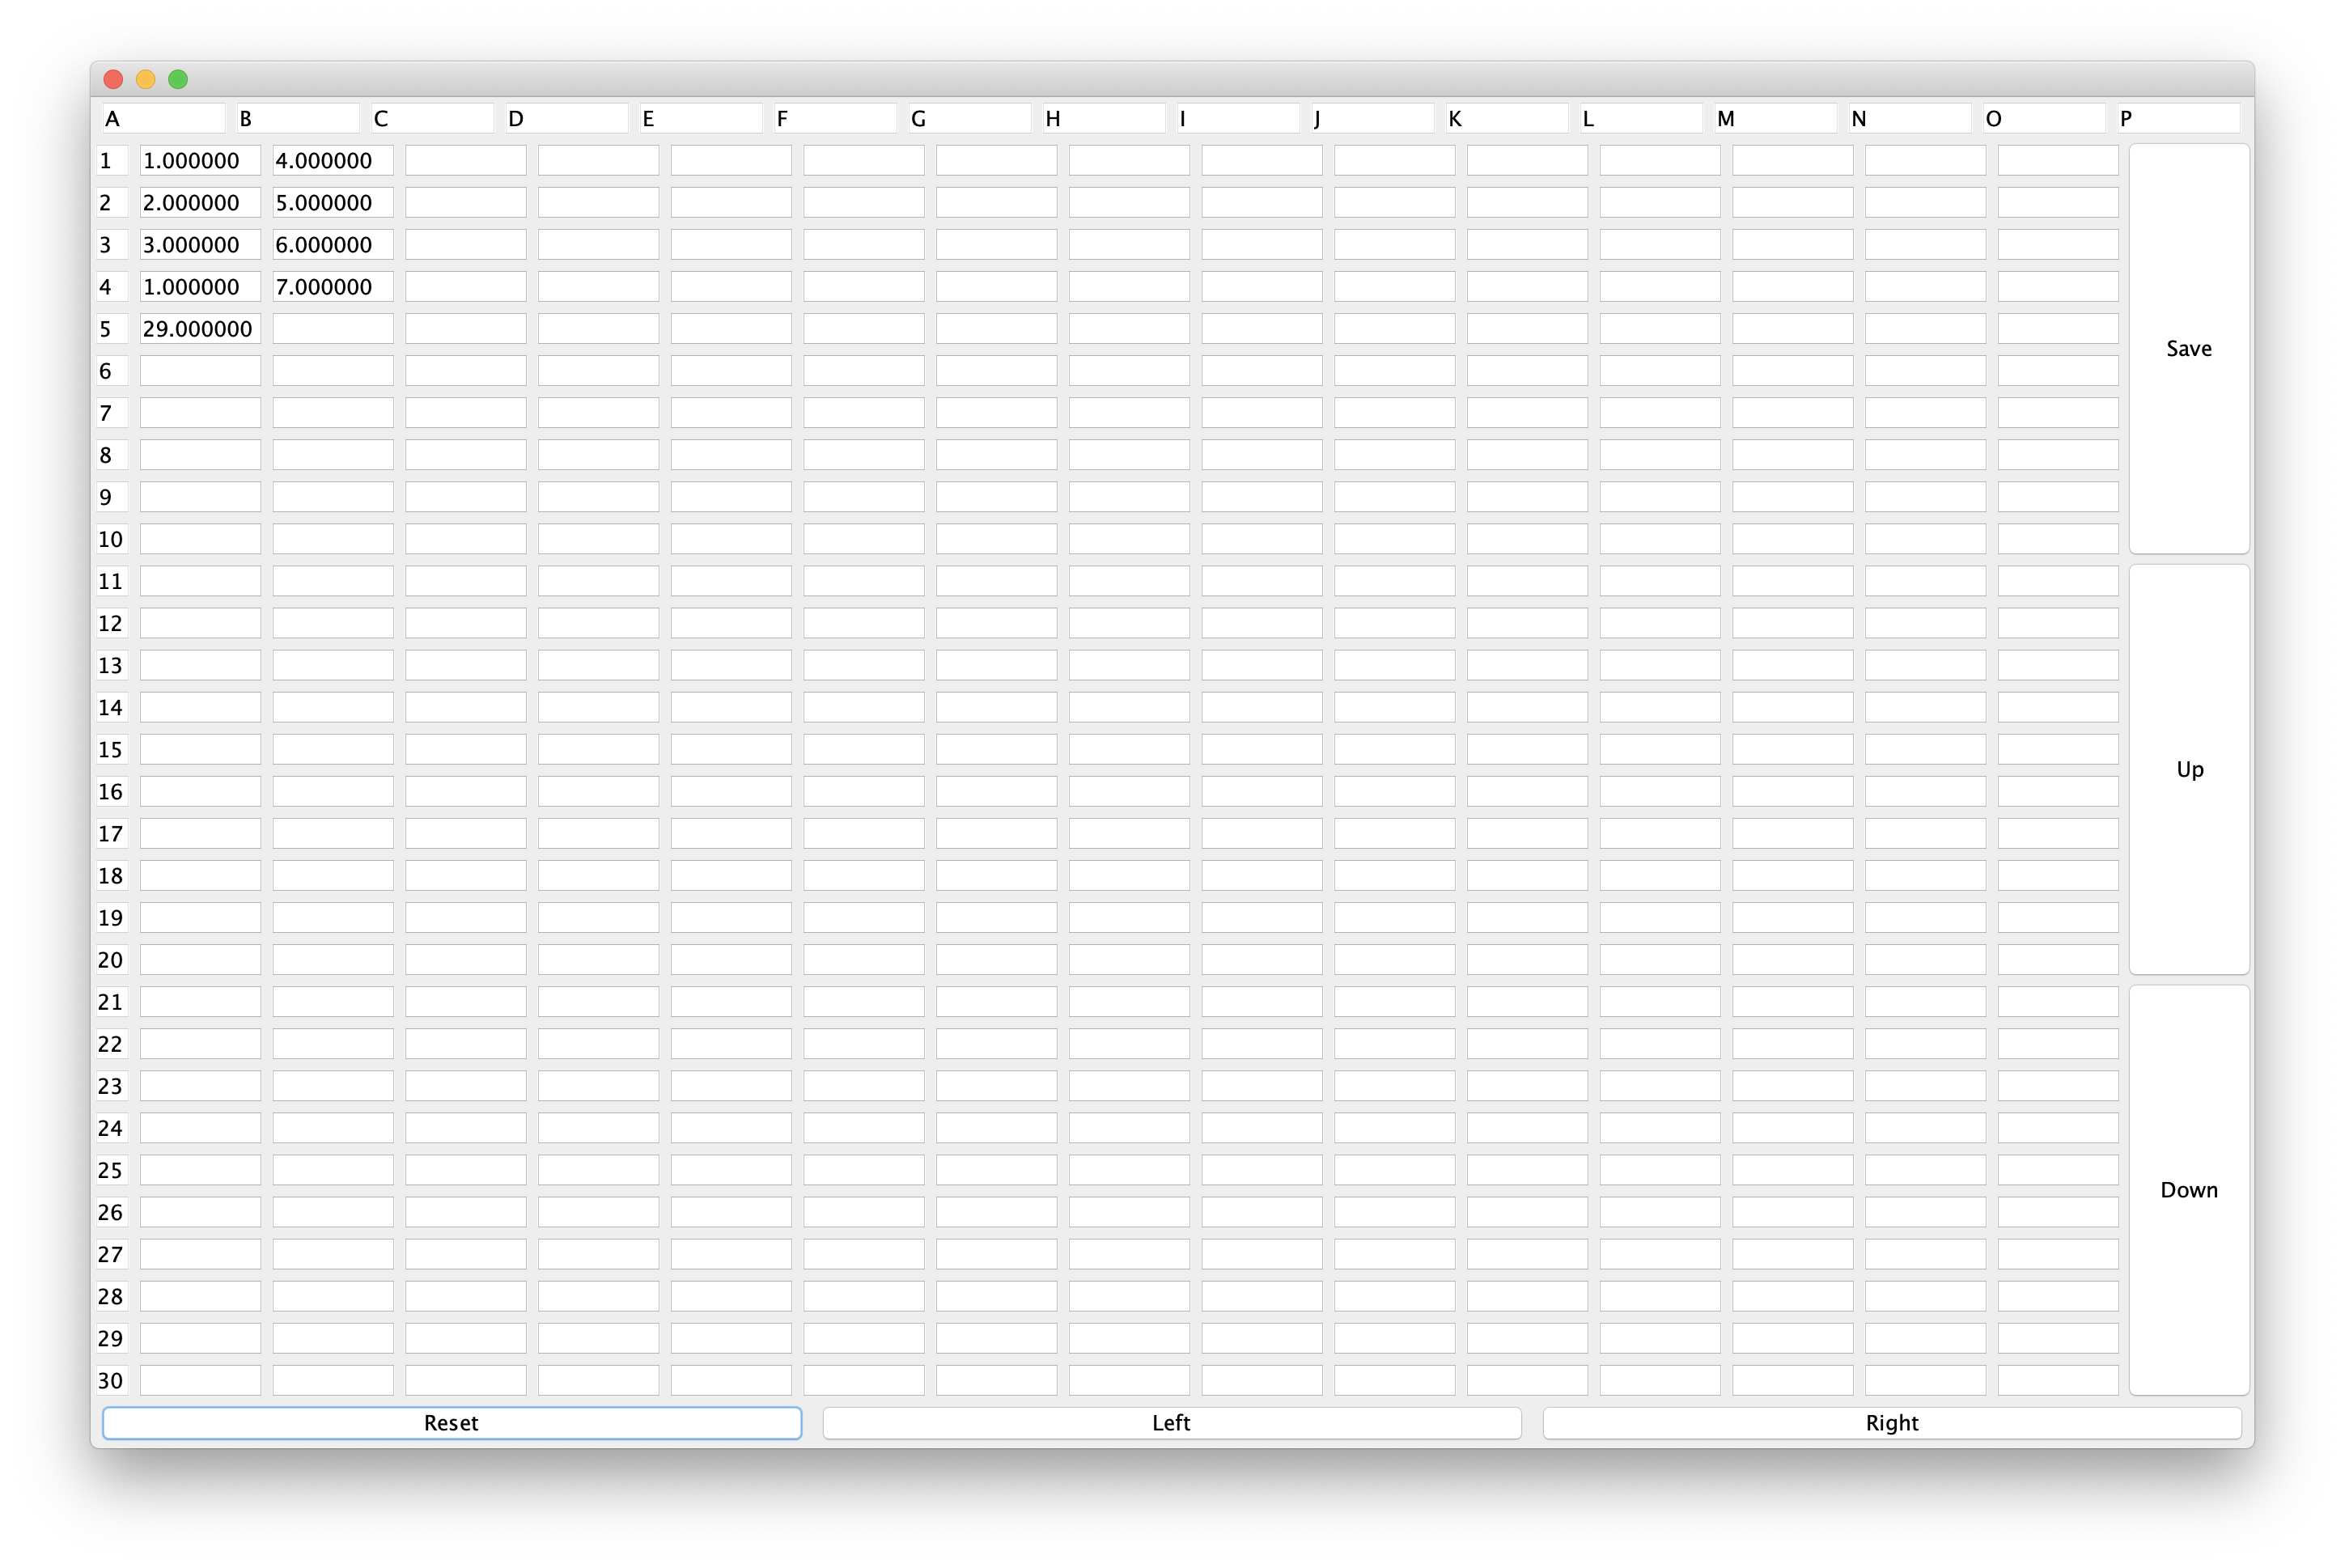 A B C D E F G H I J K L M N O P
1 1.000000 4.000000
2 2.000000 5.000000
3 3.000000 6.000000
4 1.000000 7.000000
5 29.000000
6
7
8
Save
9
10
11
12
13
14
15
16
17
18
Up
19
20
21
22
23
24
25
26
27
28
Down
29
30
Reset Left Right